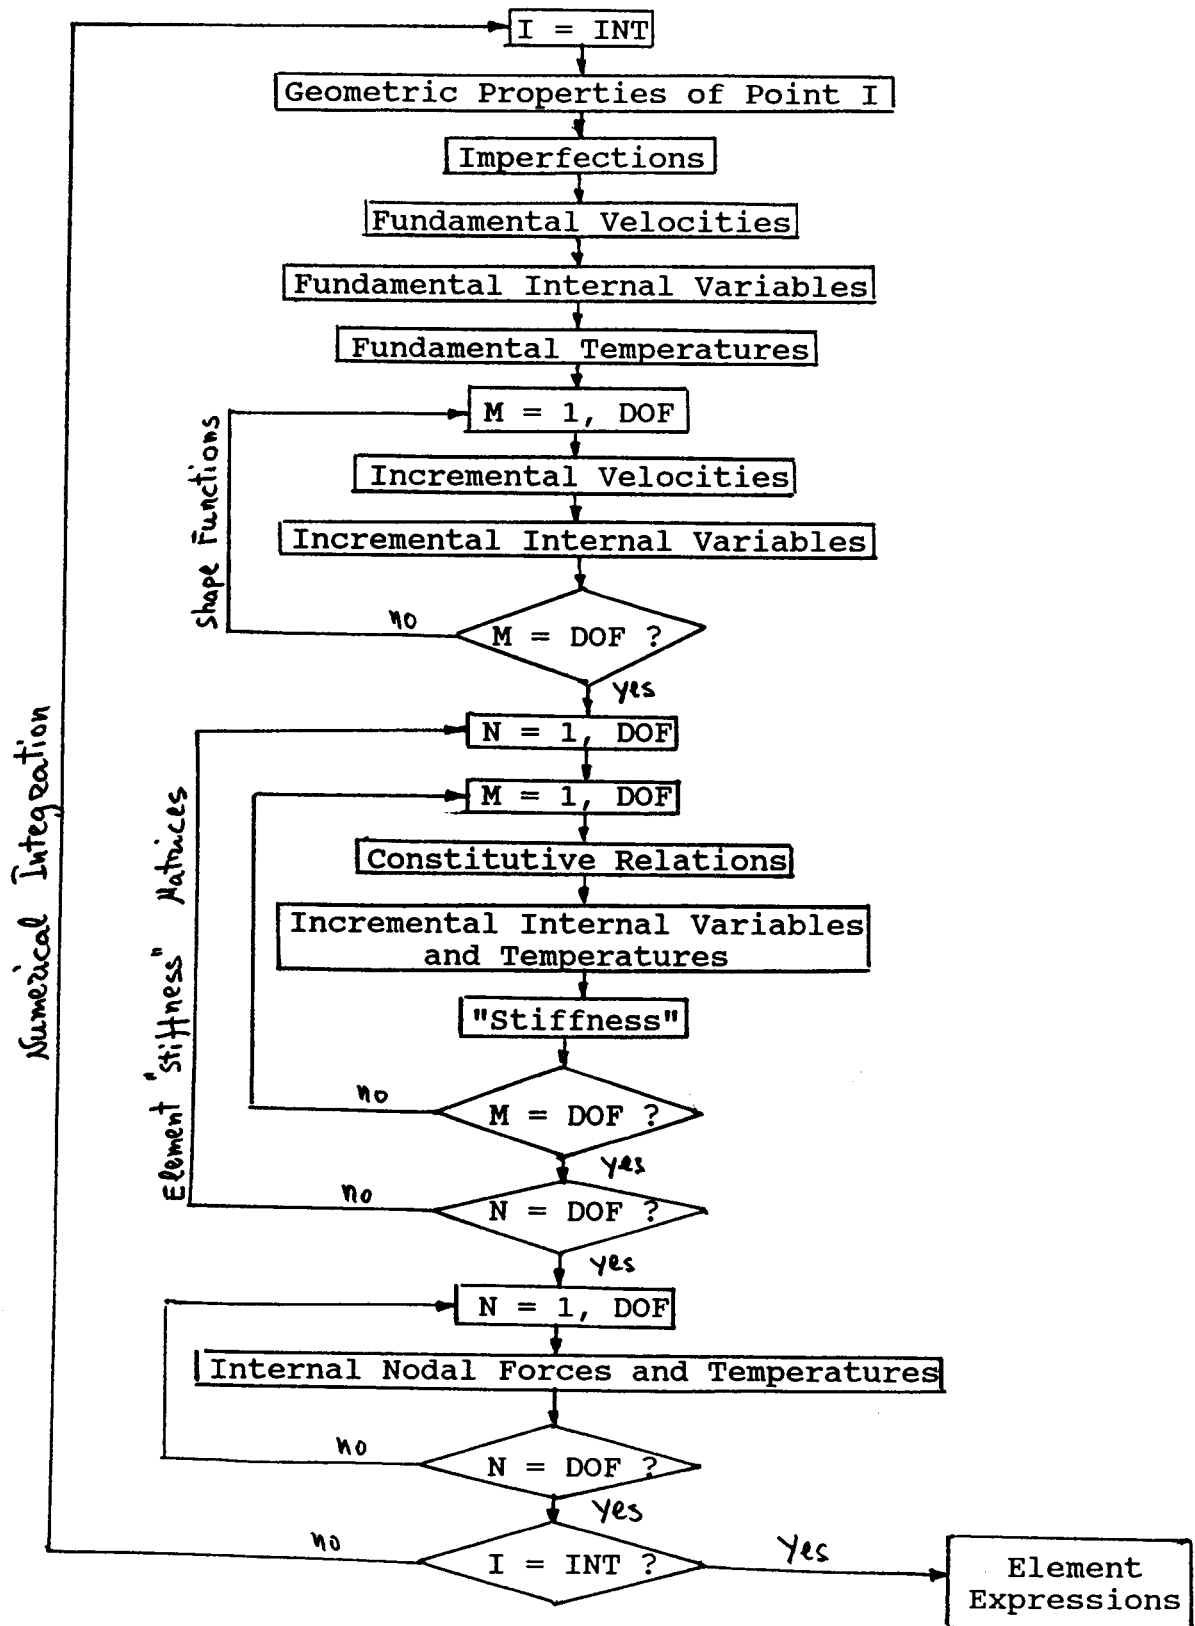 I = INT
Geometric Properties of Point I
Imperfections
Fundamental Velocities
Fundamental Internal Variables
Fundamental Temperatures
M = 1, DOF
Incremental Velocities
Incremental Internal Variables
M = DOF ?
no
yes
Shape Functions
N = 1, DOF
M = 1, DOF
Constitutive Relations
Incremental Internal Variables
and Temperatures
"Stiffness"
M = DOF ?
no
yes
N = DOF ?
no
yes
Element "Stiffness" Matrices
N = 1, DOF
Internal Nodal Forces and Temperatures
N = DOF ?
no
Yes
I = INT ?
no
Yes
Numerical Integration
Element
Expressions